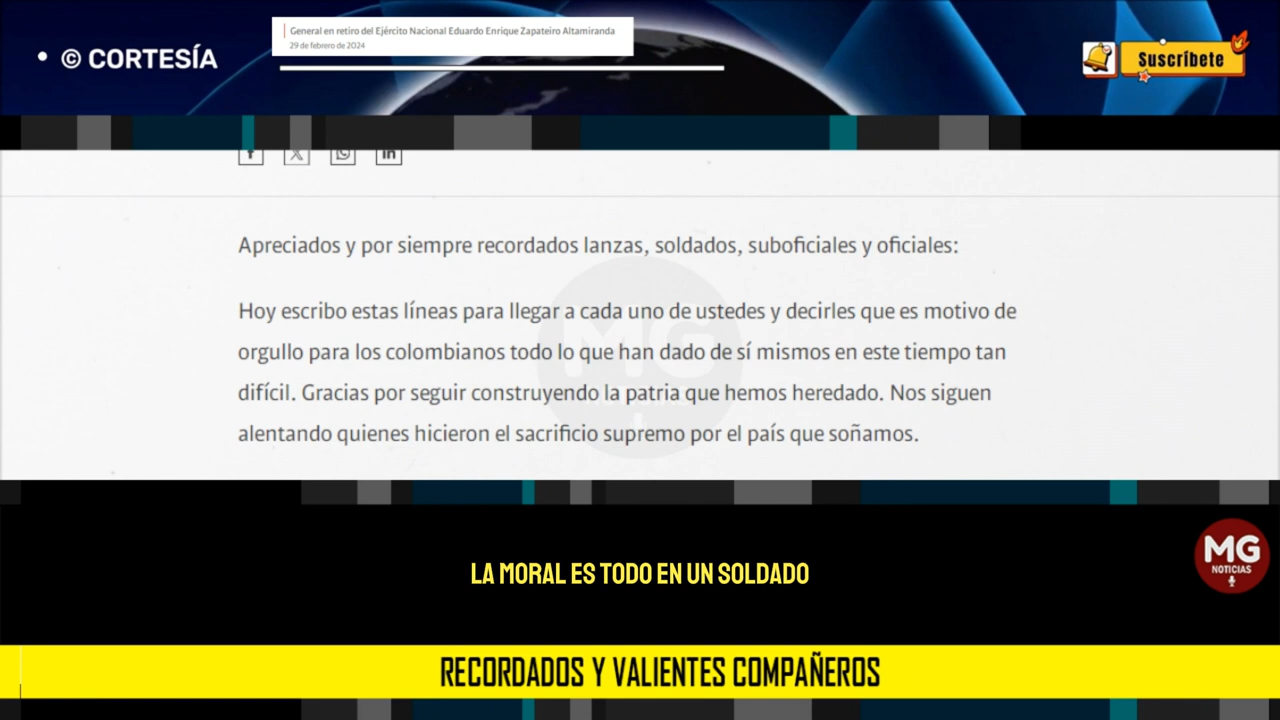 • © CORTESÍA
General en retiro del Ejército Nacional Eduardo Enrique Zapateiro Altamiranda
29 de febrero de 2024
Suscríbete
f X in
Apreciados y por siempre recordados lanzas, soldados, suboficiales y oficiales:
Hoy escribo estas líneas para llegar a cada uno de ustedes y decirles que es motivo de
orgullo para los colombianos todo lo que han dado de sí mismos en este tiempo tan
difícil. Gracias por seguir construyendo la patria que hemos heredado. Nos siguen
alentando quienes hicieron el sacrificio supremo por el país que soñamos.
MG
LA MORAL ES TODO EN UN SOLDADO
MG
NOTICIAS
RECORDADOS Y VALIENTES COMPAÑEROS